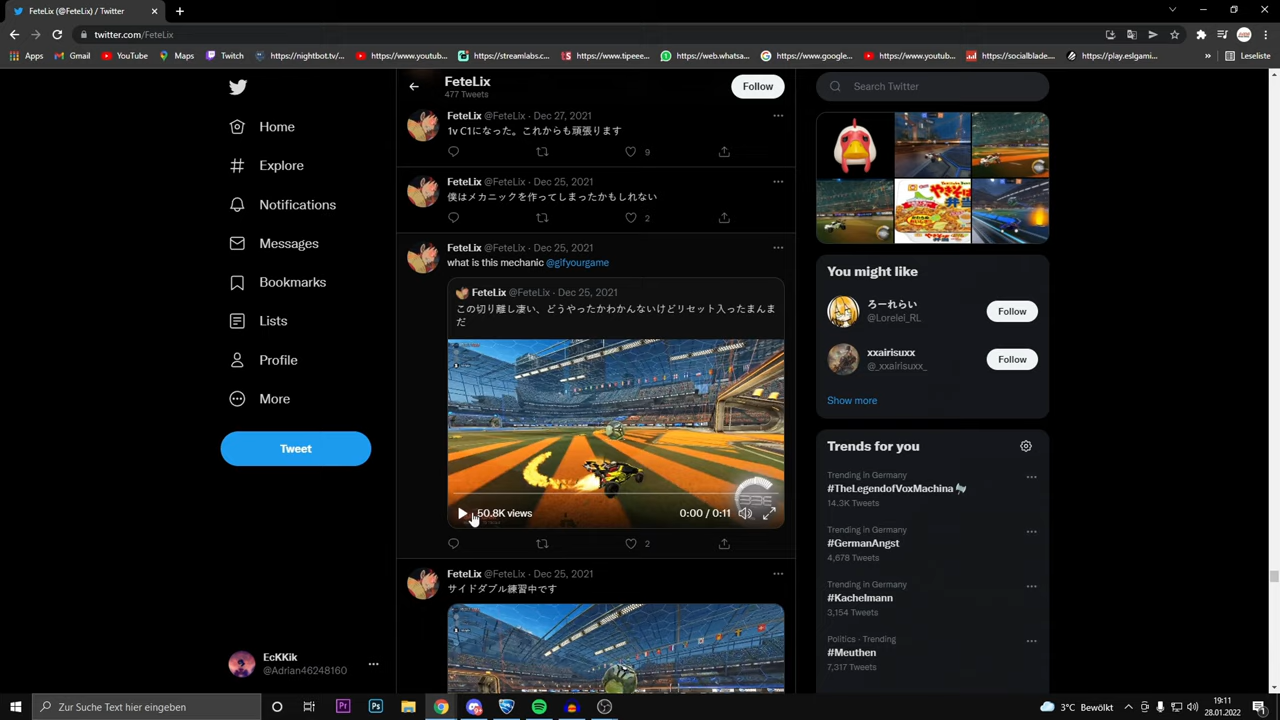 FeteLix (@FeteLix) / Twitter
twitter.com/FeteLix
Apps
Gmail
YouTube
Maps
Twitch
https://nightbot.tv/...
https://www.youtub...
https://streamlabs.c...
https://www.tipeee...
https://web.whatsa...
https://www.google...
https://www.youtub...
https://socialblade...
https://play.eslgami...
»
Leseliste
Home
Explore
Notifications
Messages
Bookmarks
Lists
Profile
More
Tweet
EcKKik
@Adrian46248160
FeteLix
477 Tweets
Follow
FeteLix @FeteLix · Dec 27, 2021
1v C1になった。これからも頑張ります
9
FeteLix @FeteLix · Dec 25, 2021
僕はメカニックを作ってしまったかもしれない
2
FeteLix @FeteLix · Dec 25, 2021
what is this mechanic @gifyourgame
FeteLix @FeteLix · Dec 25, 2021
この切り離し凄い、どうやったかわかんないけどリセット入ったまんま
だ
50.8K views
0:00 / 0:11
2
FeteLix @FeteLix · Dec 25, 2021
サイドダブル練習中です
Search Twitter
You might like
ろーれらい
@Lorelei_RL
Follow
xxairisuxx
@_xxairisuxx_
Follow
Show more
Trends for you
Trending in Germany
#TheLegendofVoxMachina
14.3K Tweets
Trending in Germany
#GermanAngst
4,678 Tweets
Trending in Germany
#Kachelmann
3,154 Tweets
Politics · Trending
#Meuthen
7,317 Tweets
Zur Suche Text hier eingeben
3°C Bewölkt
19:11
28.01.2022